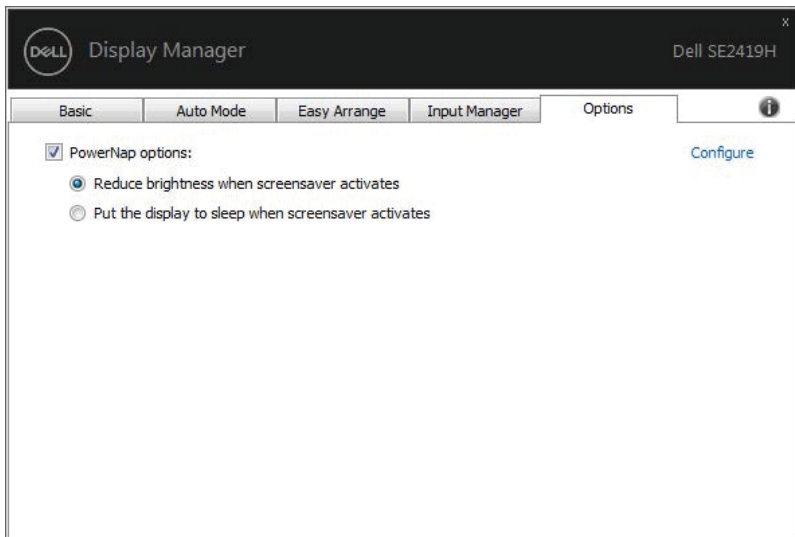 x
DELL Display Manager Dell SE2419H
Basic Auto Mode Easy Arrange Input Manager Options i
PowerNap options: Configure
Reduce brightness when screensaver activates
Put the display to sleep when screensaver activates